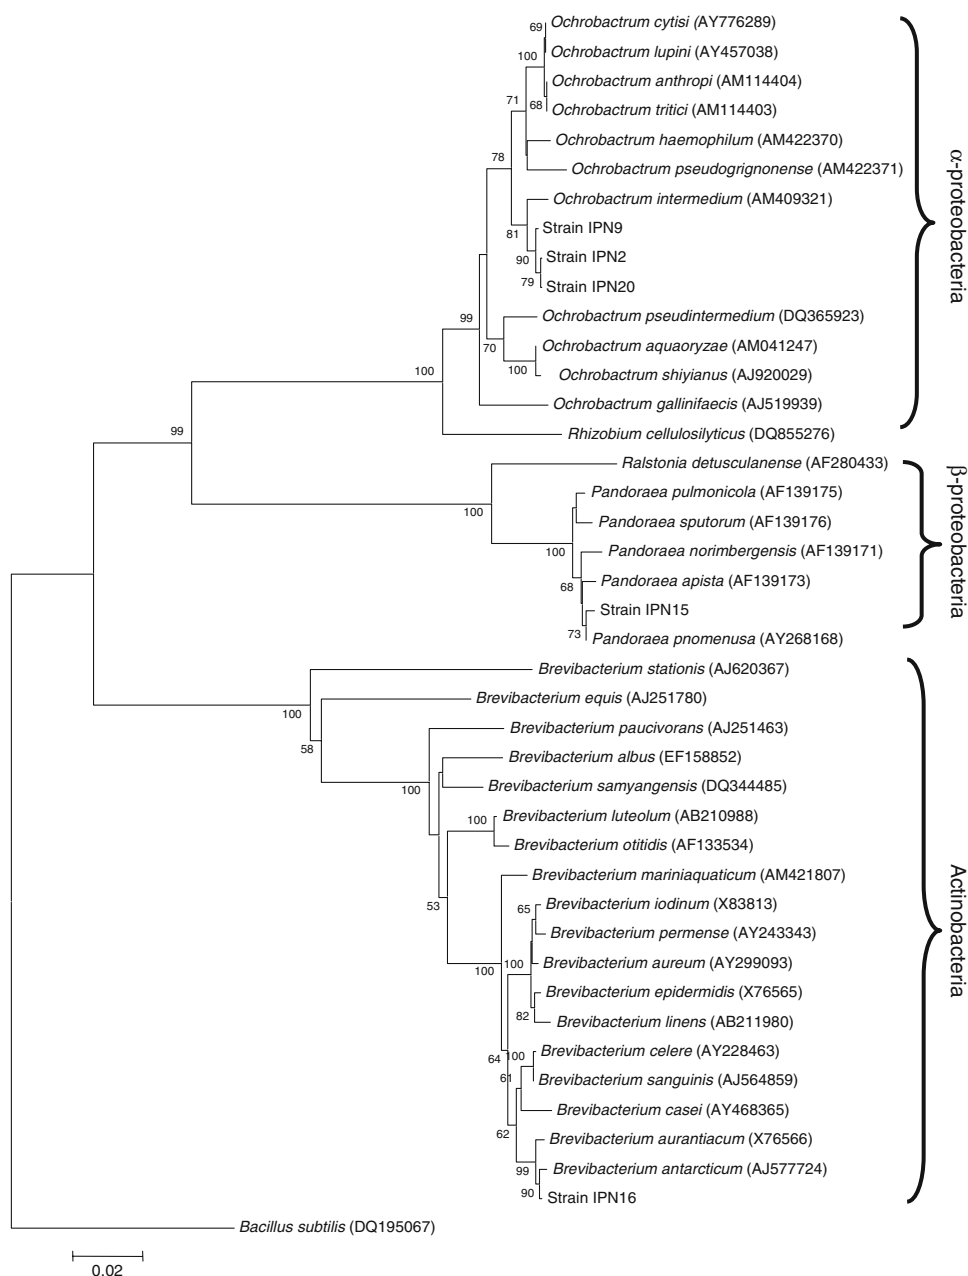 69
Ochrobactrum cytisi (AY776289)
Ochrobactrum lupini (AY457038)
100
Ochrobactrum anthropi (AM114404)
71
68
Ochrobactrum tritici (AM114403)
Ochrobactrum haemophilum (AM422370)
78
Ochrobactrum pseudogrignonense (AM422371)
Ochrobactrum intermedium (AM409321)
81
Strain IPN9
90
Strain IPN2
79
Strain IPN20
99
Ochrobactrum pseudintermedium (DQ365923)
70
Ochrobactrum aquaoryzae (AM041247)
100
100
Ochrobactrum shiyianus (AJ920029)
Ochrobactrum gallinifaecis (AJ519939)
99
Rhizobium cellulosilyticus (DQ855276)
α-proteobacteria
Ralstonia detusculanense (AF280433)
Pandoraea pulmonicola (AF139175)
100
Pandoraea sputorum (AF139176)
100
Pandoraea norimbergensis (AF139171)
68
Pandoraea apista (AF139173)
Strain IPN15
73
Pandoraea pnomenusa (AY268168)
β-proteobacteria
Brevibacterium stationis (AJ620367)
Brevibacterium equis (AJ251780)
100
Brevibacterium paucivorans (AJ251463)
58
Brevibacterium albus (EF158852)
Brevibacterium samyangensis (DQ344485)
100
Brevibacterium luteolum (AB210988)
100
Brevibacterium otitidis (AF133534)
Brevibacterium mariniaquaticum (AM421807)
53
65
Brevibacterium iodinum (X83813)
Brevibacterium permense (AY243343)
100
100
Brevibacterium aureum (AY299093)
Brevibacterium epidermidis (X76565)
82
Brevibacterium linens (AB211980)
64
100
Brevibacterium celere (AY228463)
61
Brevibacterium sanguinis (AJ564859)
Brevibacterium casei (AY468365)
62
Brevibacterium aurantiacum (X76566)
99
Brevibacterium antarcticum (AJ577724)
90
Strain IPN16
Actinobacteria
Bacillus subtilis (DQ195067)
0.02